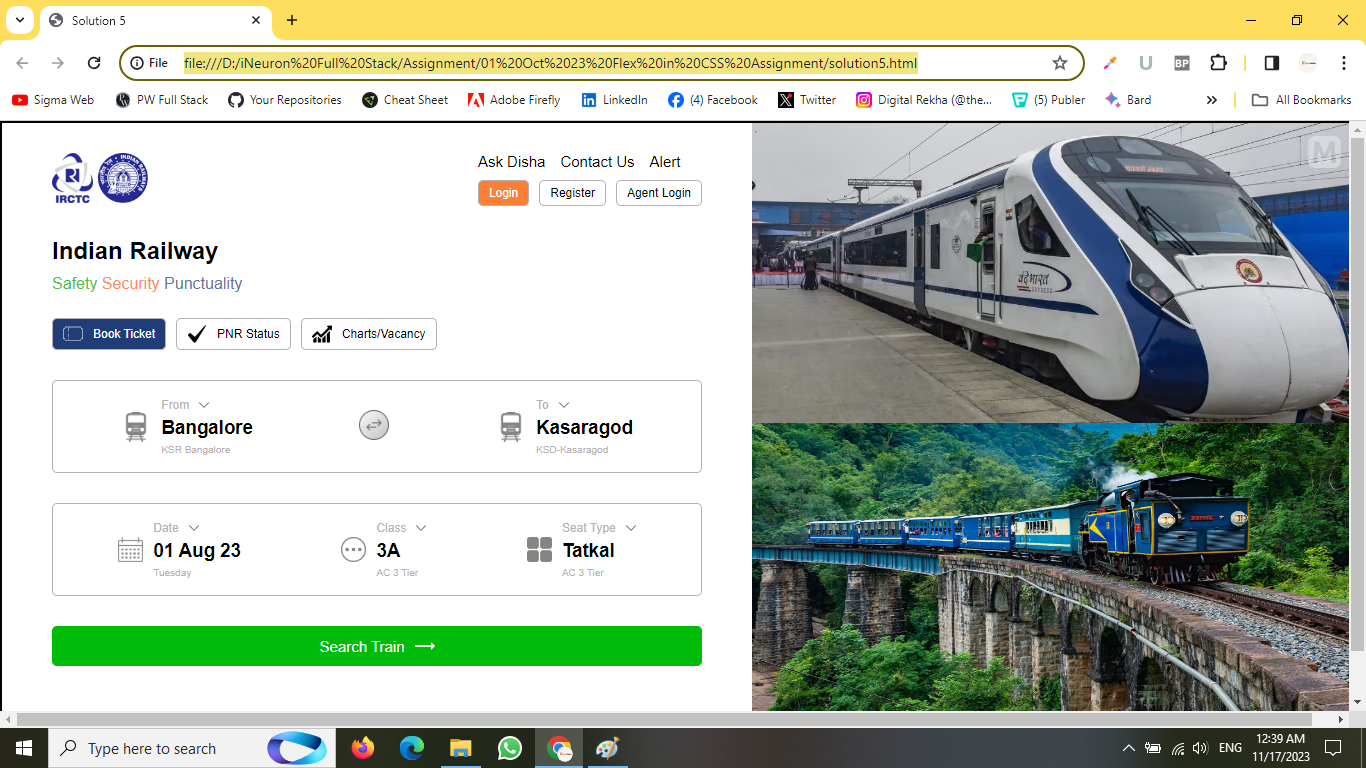 Solution 5
File
file:///D:/iNeuron%20Full%20Stack/Assignment/01%20Oct%2023%20Flex%20in%20CSS%20Assignment/solution5.html
U
BP
Sigma Web
PW Full Stack
Your Repositories
Cheat Sheet
Adobe Firefly
LinkedIn
(4) Facebook
Twitter
Digital Rekha (@the...
(5) Publer
Bard
All Bookmarks
IRCTC
INDIAN RAILWAYS
Ask Disha Contact Us Alert
Login
Register
Agent Login
Indian Railway
Safety Security Punctuality
Book Ticket
PNR Status
Charts/Vacancy
From
Bangalore
KSR Bangalore
To
Kasaragod
KSD-Kasaragod
Date
01 Aug 23
Tuesday
Class
3A
AC 3 Tier
Seat Type
Tatkal
AC 3 Tier
Search Train
M
वंदे भारत
EXPRESS
Type here to search
ENG
12:39 AM
11/17/2023